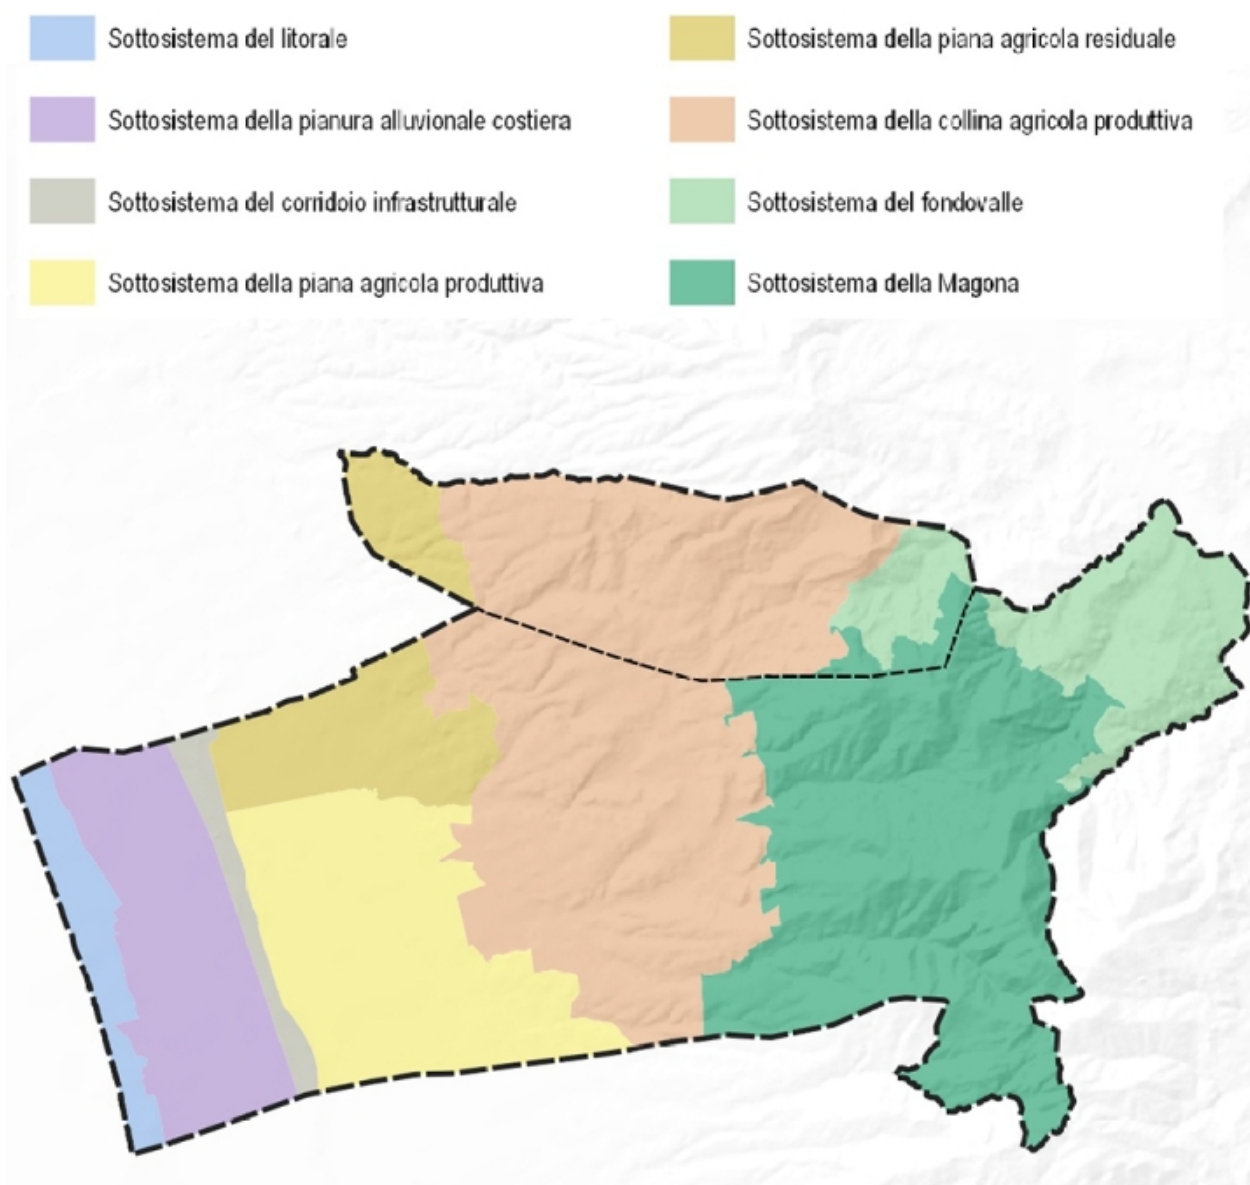 Sottosistema del litorale
Sottosistema della pianura alluvionale costiera
Sottosistema del corridoio infrastrutturale
Sottosistema della piana agricola produttiva
Sottosistema della piana agricola residuale
Sottosistema della collina agricola produttiva
Sottosistema del fondovalle
Sottosistema della Magona